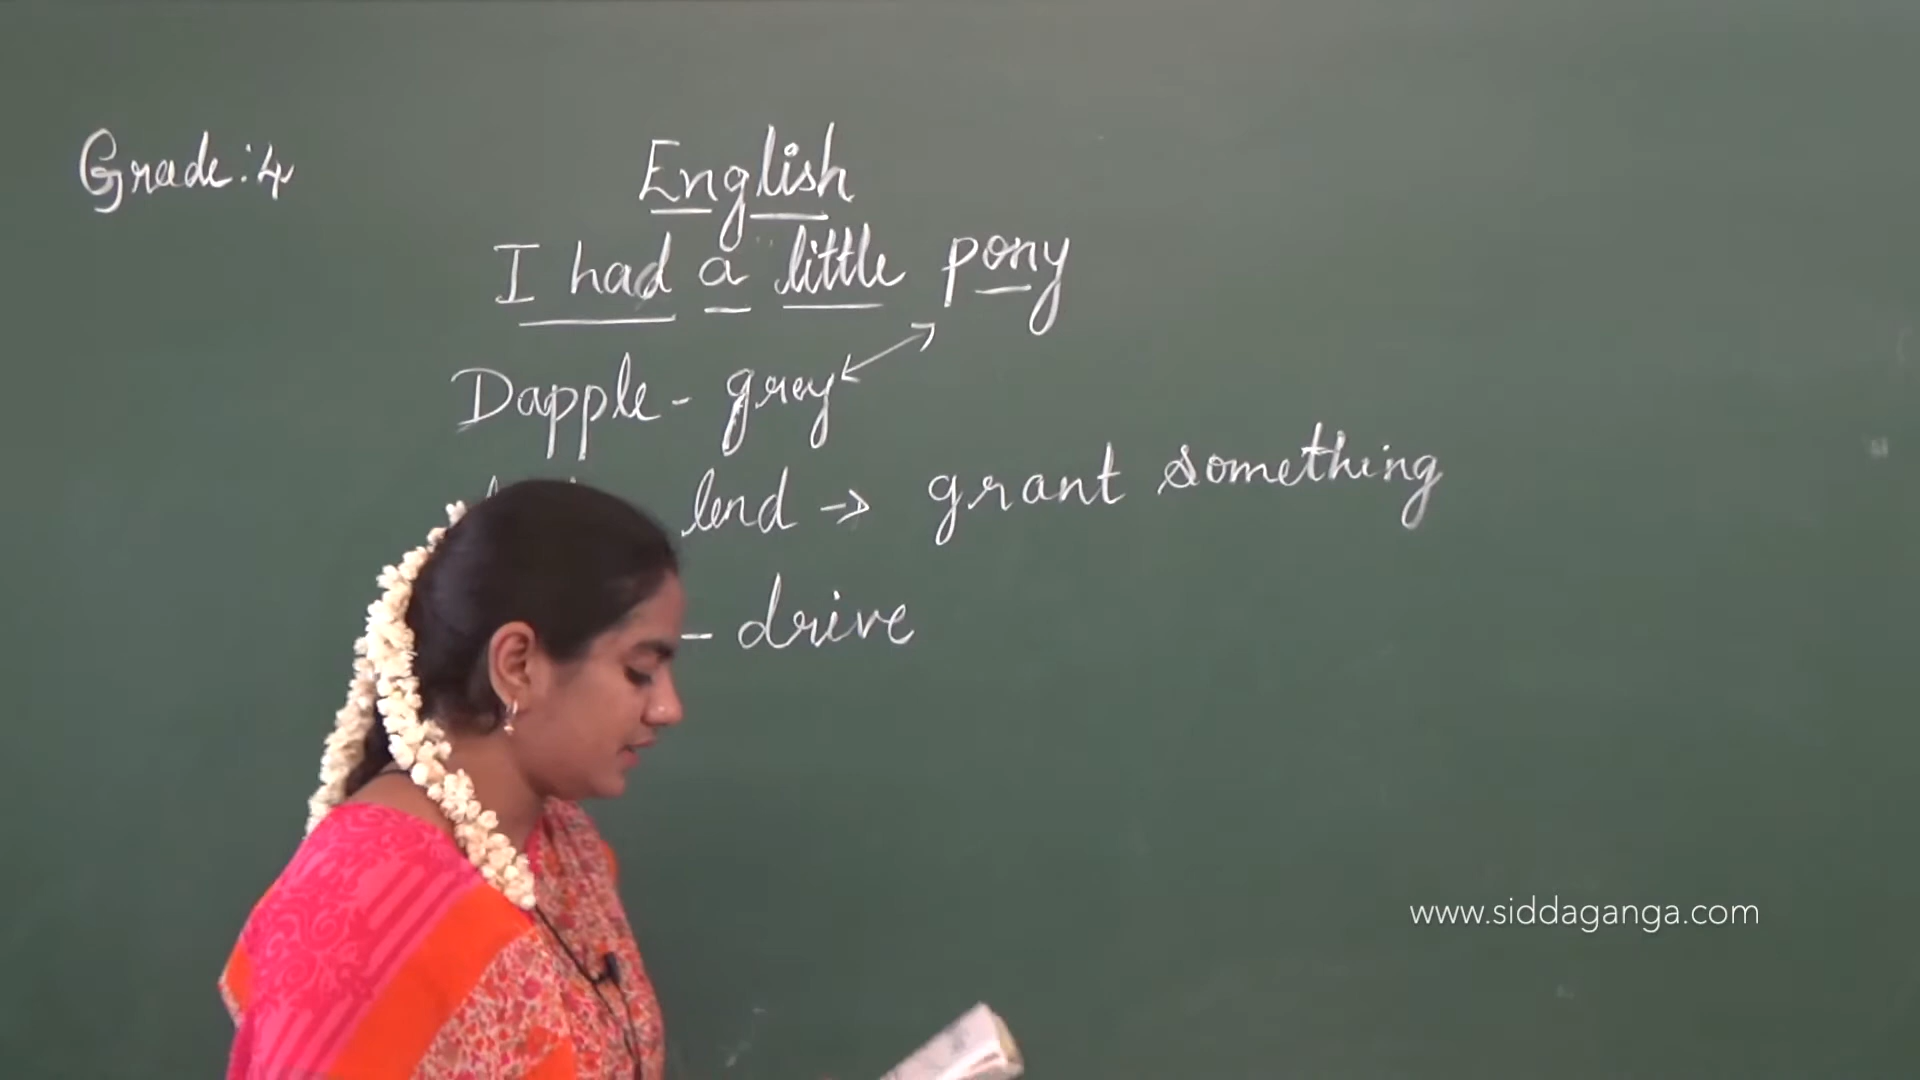 Grade: 4
English
I had a little pony
Dapple - grey
lend → grant something
- drive
www.siddaganga.com